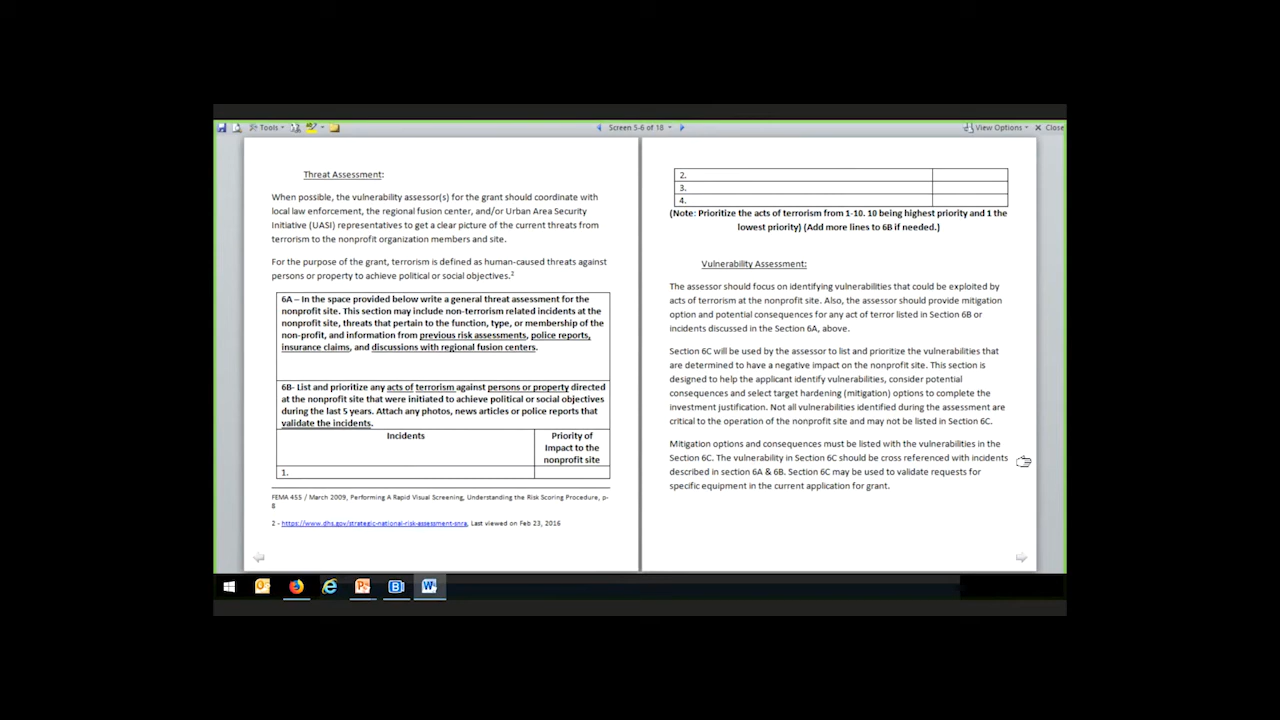 Tools
Screen 5-6 of 18
View Options
Close
Threat Assessment:
When possible, the vulnerability assessor(s) for the grant should coordinate with
local law enforcement, the regional fusion center, and/or Urban Area Security
Initiative (UASI) representatives to get a clear picture of the current threats from
terrorism to the nonprofit organization members and site.
For the purpose of the grant, terrorism is defined as human-caused threats against
persons or property to achieve political or social objectives.2
6A – In the space provided below write a general threat assessment for the
nonprofit site. This section may include non-terrorism related incidents at the
nonprofit site, threats that pertain to the function, type, or membership of the
non-profit, and information from previous risk assessments, police reports,
insurance claims, and discussions with regional fusion centers.
6B- List and prioritize any acts of terrorism against persons or property directed
at the nonprofit site that were initiated to achieve political or social objectives
during the last 5 years. Attach any photos, news articles or police reports that
validate the incidents.
Incidents
Priority of
Impact to the
nonprofit site
1.
FEMA 455 / March 2009, Performing A Rapid Visual Screening, Understanding the Risk Scoring Procedure, p-
8
2 - https://www.dhs.gov/strategic-national-risk-assessment-snra, Last viewed on Feb 23, 2016
2.
3.
4.
(Note: Prioritize the acts of terrorism from 1-10. 10 being highest priority and 1 the
lowest priority) (Add more lines to 6B if needed.)
Vulnerability Assessment:
The assessor should focus on identifying vulnerabilities that could be exploited by
acts of terrorism at the nonprofit site. Also, the assessor should provide mitigation
option and potential consequences for any act of terror listed in Section 6B or
incidents discussed in the Section 6A, above.
Section 6C will be used by the assessor to list and prioritize the vulnerabilities that
are determined to have a negative impact on the nonprofit site. This section is
designed to help the applicant identify vulnerabilities, consider potential
consequences and select target hardening (mitigation) options to complete the
investment justification. Not all vulnerabilities identified during the assessment are
critical to the operation of the nonprofit site and may not be listed in Section 6C.
Mitigation options and consequences must be listed with the vulnerabilities in the
Section 6C. The vulnerability in Section 6C should be cross referenced with incidents
described in section 6A & 6B. Section 6C may be used to validate requests for
specific equipment in the current application for grant.